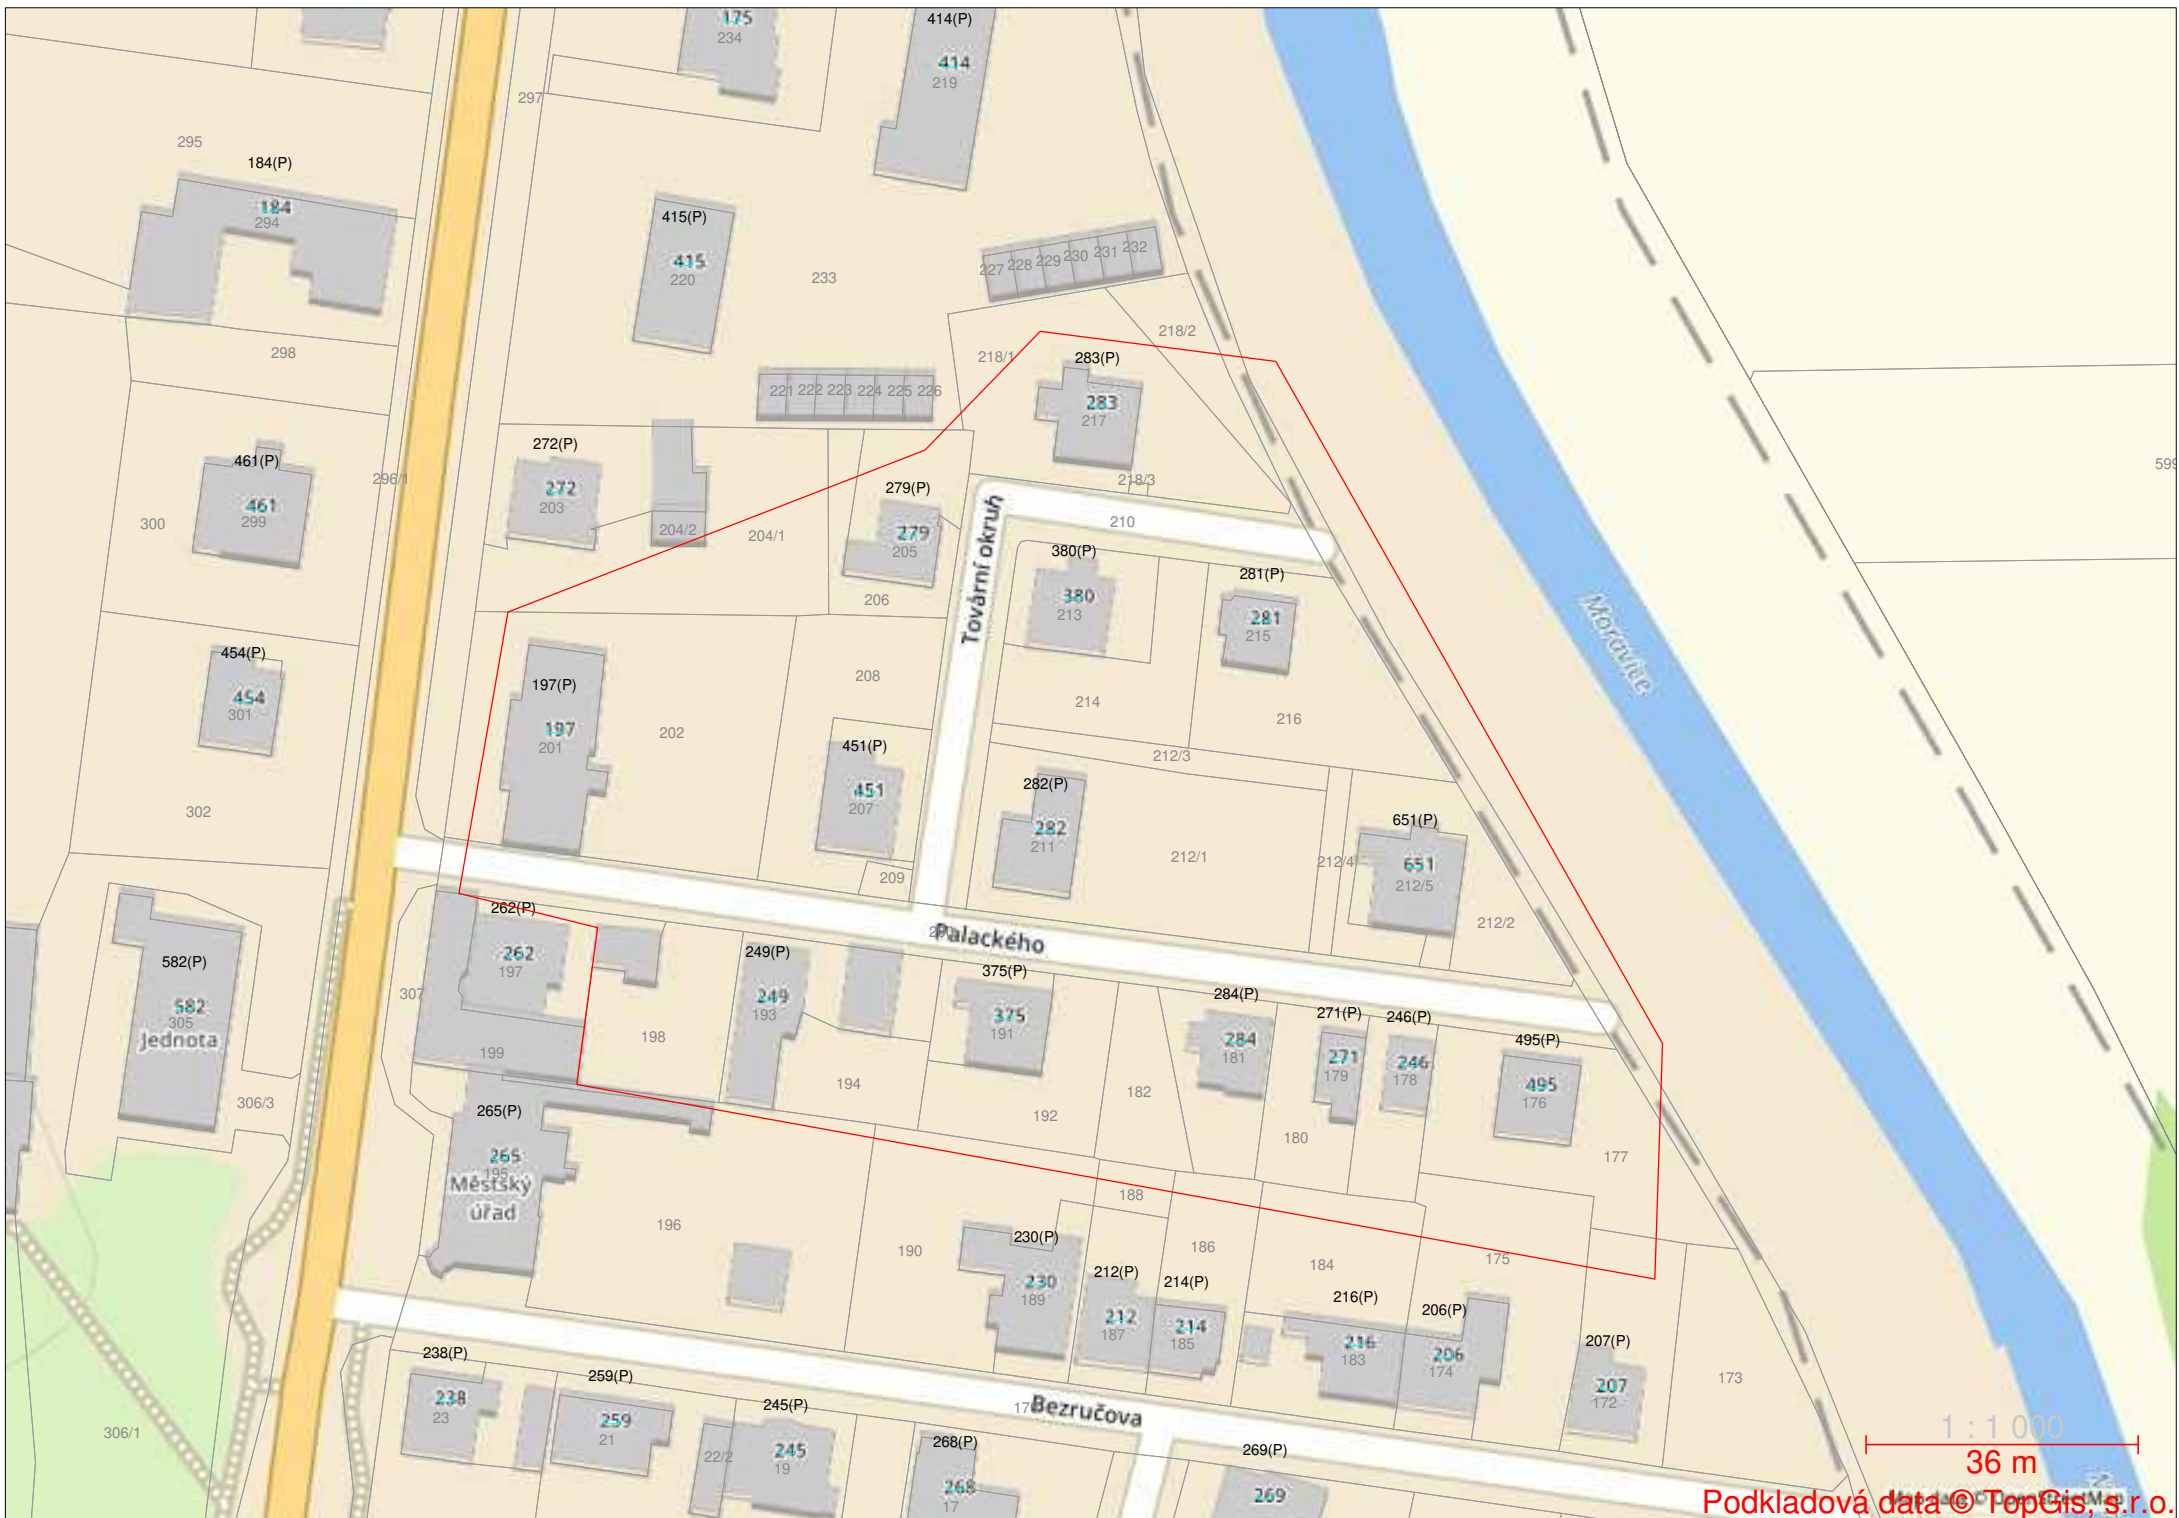 175
234
414(P)
414
219
297
295
184(P)
184
294
415(P)
415
220
233
227 228 229 230 231 232
298
218/2
218/1
283(P)
283
217
221 222 223 224 225 226
272(P)
272
203
461(P)
461
299
296/1
300
279(P)
279
205
204/2
204/1
218/3
210
599
Tovární okruh
380(P)
380
213
281(P)
281
215
206
Moravice
454(P)
454
301
197(P)
197
201
202
208
214
216
212/3
451(P)
451
207
282(P)
282
211
302
212/1
212/4
651(P)
651
212/5
212/2
209
Palackého
262(P)
262
197
582(P)
582
305
Jednota
307
249(P)
249
193
375(P)
375
191
284(P)
284
181
271(P)
271
179
246(P)
246
178
495(P)
495
176
198
199
194
192
182
180
177
306/3
265(P)
265
195
Městský
úřad
196
190
188
186
184
175
230(P)
230
189
212(P)
212
187
214(P)
214
185
216(P)
216
183
206(P)
206
174
207(P)
207
172
173
238(P)
238
23
259(P)
259
21
245(P)
245
19
22/2
Bezručova
268(P)
268
17
269(P)
269
306/1
1 : 1 000
36 m
Podkladová data © TopGis, s.r.o.
Map data © OpenStreetMap